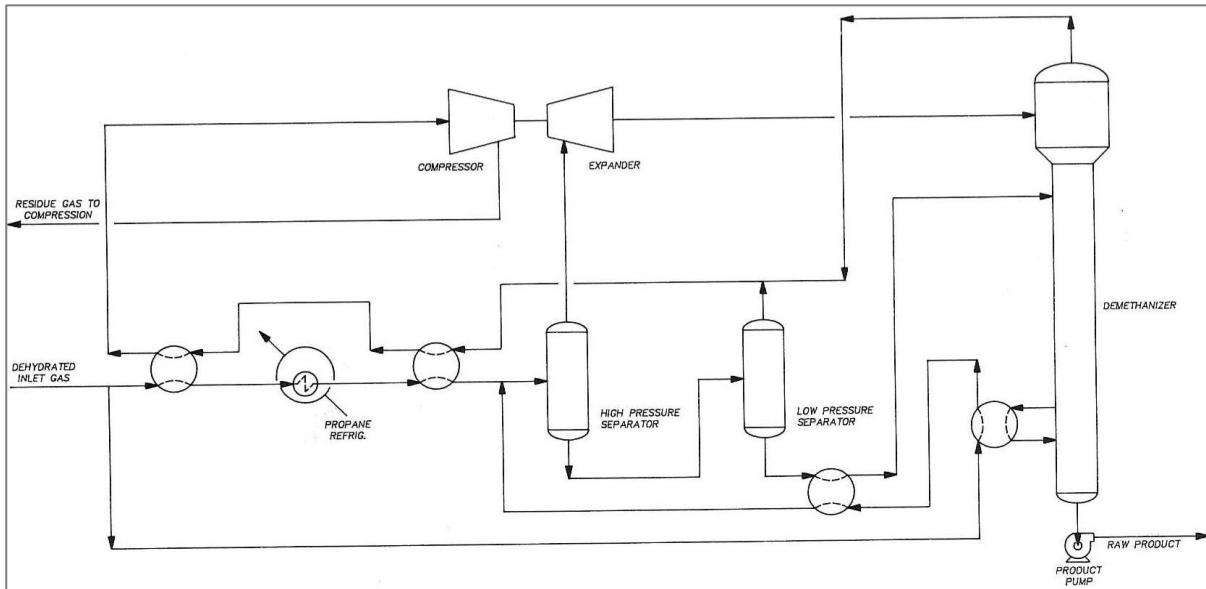 COMPRESSOR
EXPANDER
RESIDUE GAS TO
COMPRESSION
DEMETHANIZER
DEHYDRATED
INLET GAS
PROPANE
REFRIG.
HIGH PRESSURE
SEPARATOR
LOW PRESSURE
SEPARATOR
RAW PRODUCT
PRODUCT
PUMP